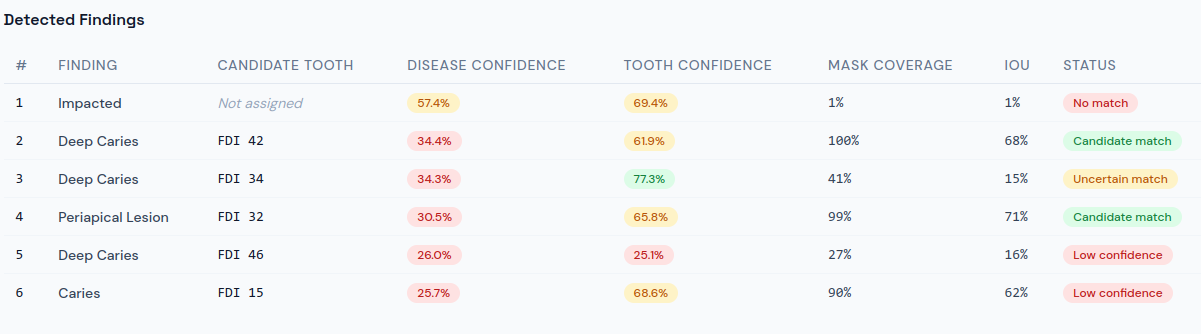 Detected Findings
# FINDING CANDIDATE TOOTH DISEASE CONFIDENCE TOOTH CONFIDENCE MASK COVERAGE IOU STATUS
1 Impacted Not assigned 57.4% 69.4% 1% 1% No match
2 Deep Caries FDI 42 34.4% 61.9% 100% 68% Candidate match
3 Deep Caries FDI 34 34.3% 77.3% 41% 15% Uncertain match
4 Periapical Lesion FDI 32 30.5% 65.8% 99% 71% Candidate match
5 Deep Caries FDI 46 26.0% 25.1% 27% 16% Low confidence
6 Caries FDI 15 25.7% 68.6% 90% 62% Low confidence